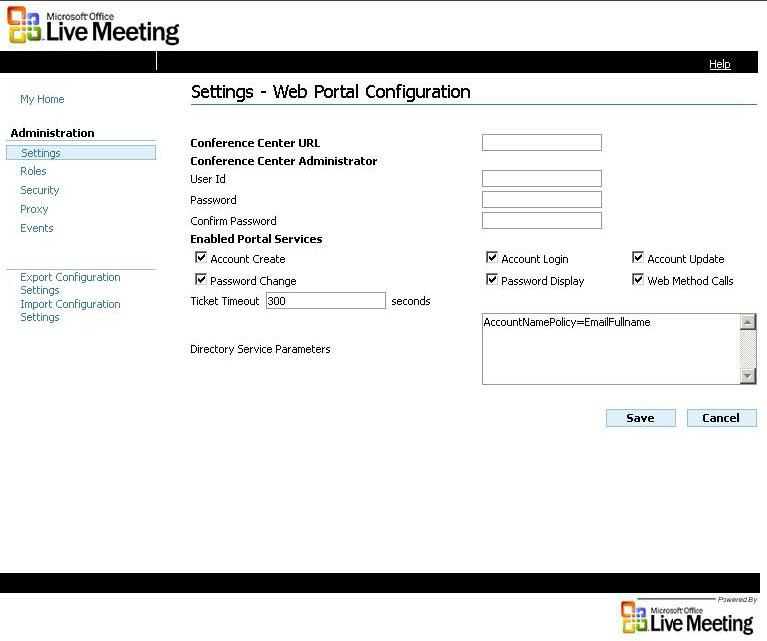 Microsoft Office
Live Meeting
Help
My Home
Administration
Settings
Roles
Security
Proxy
Events
Export Configuration
Settings
Import Configuration
Settings
Settings - Web Portal Configuration
Conference Center URL
Conference Center Administrator
User Id
Password
Confirm Password
Enabled Portal Services
Account Create Account Login Account Update
Password Change Password Display Web Method Calls
Ticket Timeout 300 seconds
AccountNamePolicy=EmailFullname
Directory Service Parameters
Save Cancel
Powered By
Microsoft Office
Live Meeting